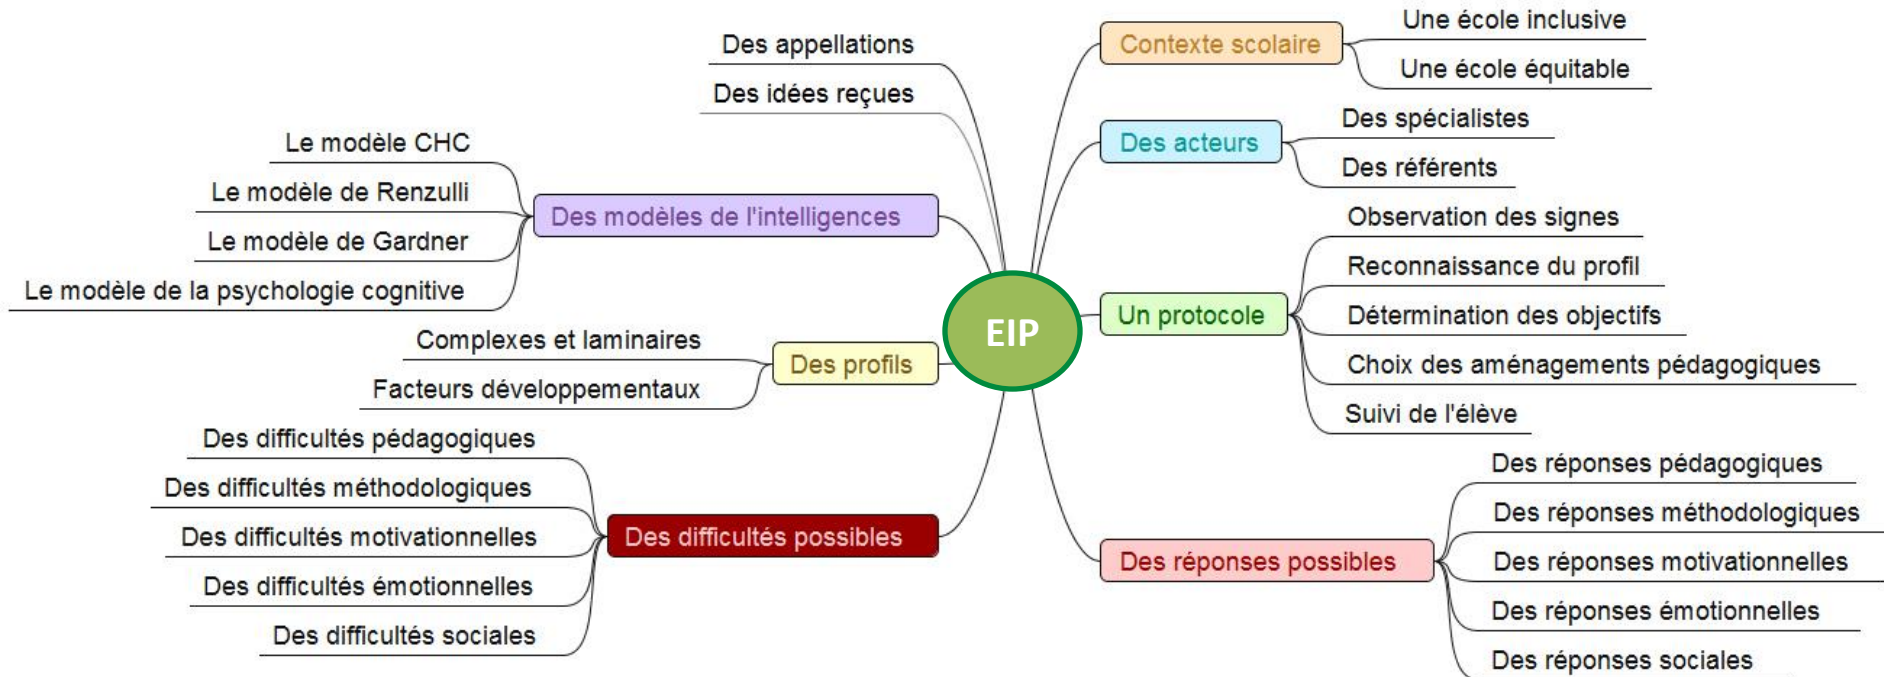 Des appellations
Des idées reçues
Des modèles de l'intelligences
Le modèle CHC
Le modèle de Renzulli
Le modèle de Gardner
Le modèle de la psychologie cognitive
Des profils
Complexes et laminaires
Facteurs développementaux
Des difficultés possibles
Des difficultés pédagogiques
Des difficultés méthodologiques
Des difficultés motivationnelles
Des difficultés émotionnelles
Des difficultés sociales
EIP
Contexte scolaire
Une école inclusive
Une école équitable
Des acteurs
Des spécialistes
Des référents
Un protocole
Observation des signes
Reconnaissance du profil
Détermination des objectifs
Choix des aménagements pédagogiques
Suivi de l'élève
Des réponses possibles
Des réponses pédagogiques
Des réponses méthodologiques
Des réponses motivationnelles
Des réponses émotionnelles
Des réponses sociales